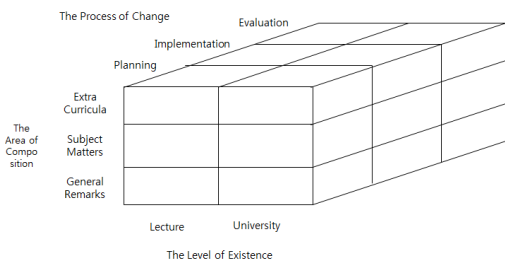 The Process of Change
Evaluation
Implementation
Planning
Extra
Curricula
The
Area of
Compo
sition
Subject
Matters
General
Remarks
Lecture
University
The Level of Existence